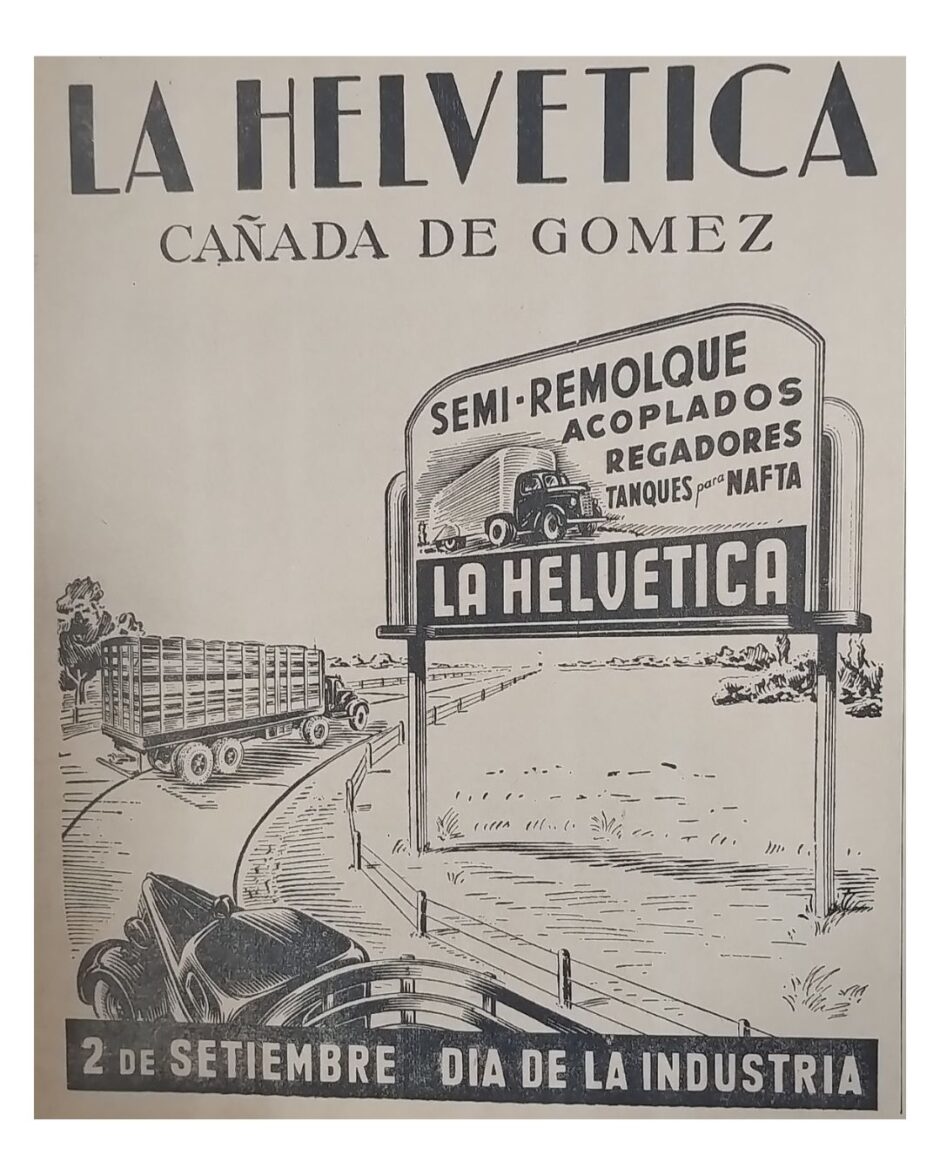 LA HELVETICA
CAÑADA DE GOMEZ
SEMI-REMOLQUE
ACOPLADOS
REGADORES
TANQUES para NAFTA
LA HELVETICA
2 DE SETIEMBRE DIA DE LA INDUSTRIA